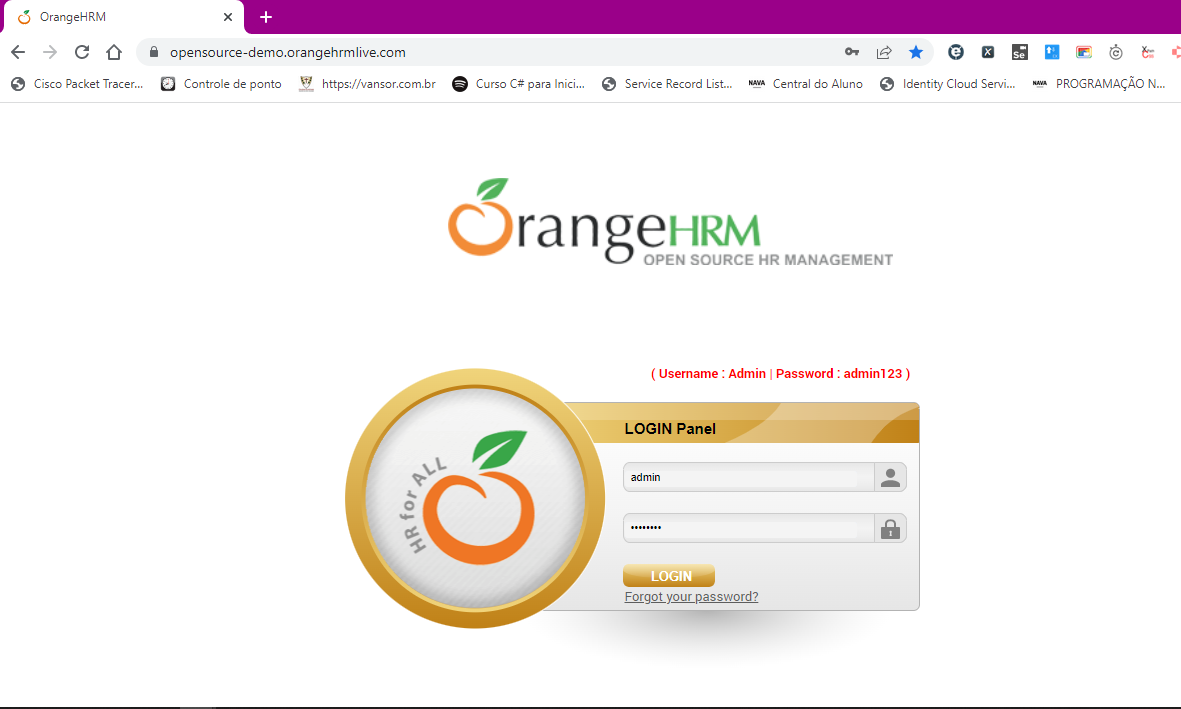 OrangeHRM
opensource-demo.orangehrmlive.com
Se
Cisco Packet Tracer... Controle de ponto https://vansor.com.br Curso C# para Inici... Service Record List... NAVA Central do Aluno Identity Cloud Servi... NAVA PROGRAMAÇÃO N...
OrangeHRM
OPEN SOURCE HR MANAGEMENT
( Username : Admin | Password : admin123 )
LOGIN Panel
HR for ALL
admin
••••••••
LOGIN
Forgot your password?